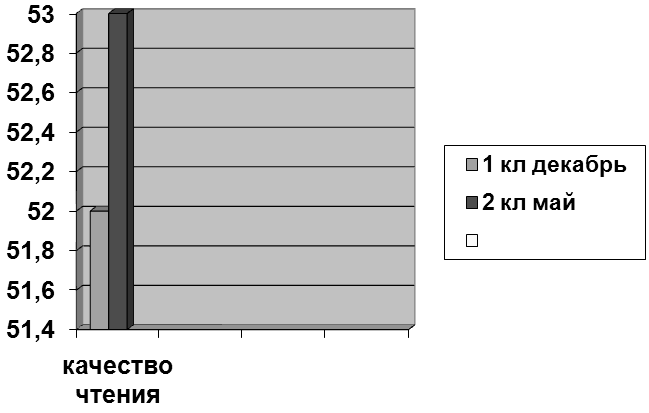 53
52,8
52,6
52,4
52,2
52
51,8
51,6
51,4
качество
чтения
1 кл декабрь
2 кл май